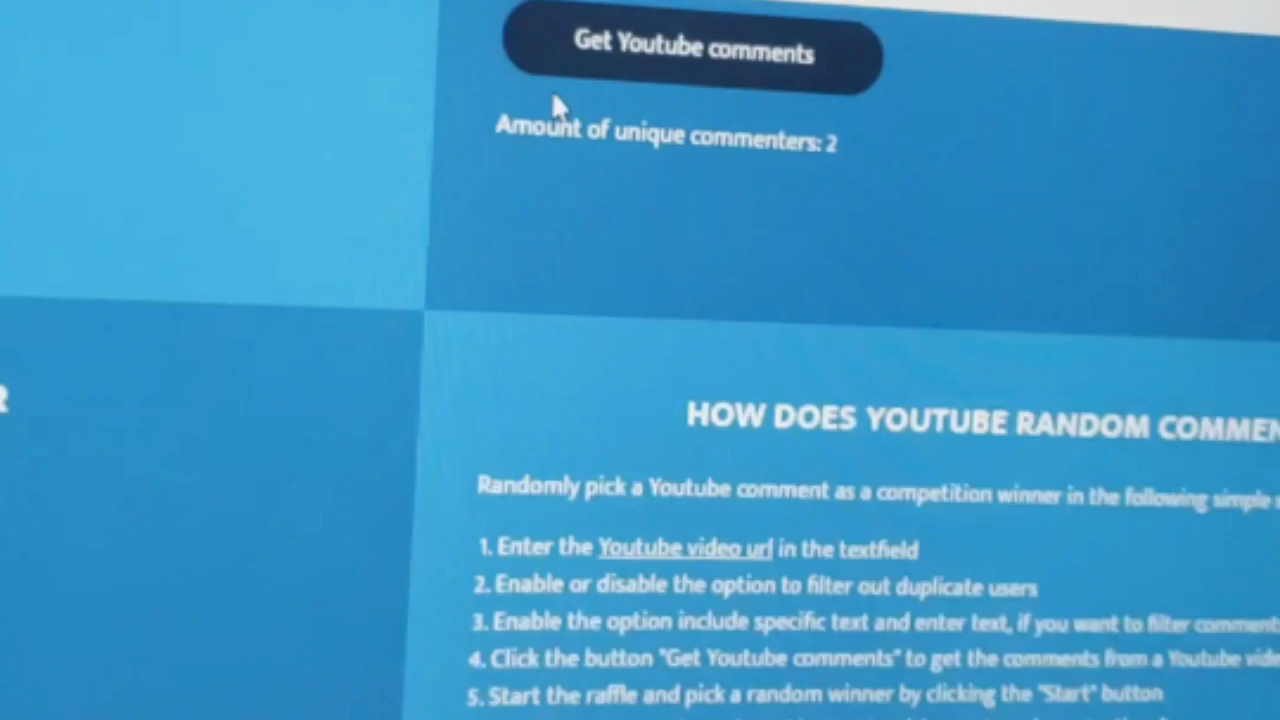 Get Youtube comments
Amount of unique commenters: 2
R
HOW DOES YOUTUBE RANDOM COMMEN
Randomly pick a Youtube comment as a competition winner in the following simple
1. Enter the Youtube video url in the textfield
2. Enable or disable the option to filter out duplicate users
3. Enable the option include specific text and enter text, if you want to filter comment
4. Click the button "Get Youtube comments" to get the comments from a Youtube vide
5. Start the raffle and pick a random winner by clicking the "Start" button